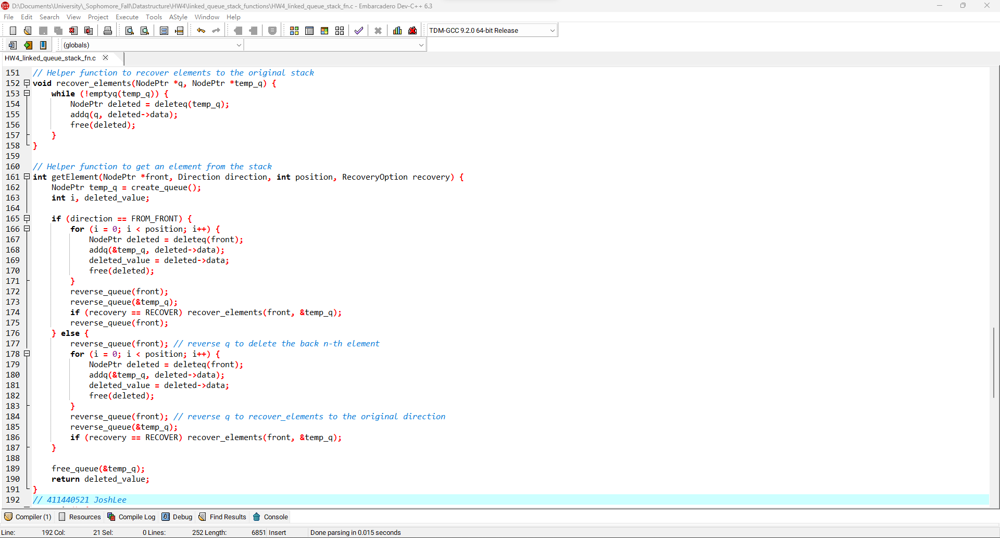 D:\Documents\University\_Sophomore_Fall\Datastructure\HW4\linked_queue_stack_functions\HW4_linked_queue_stack_fn.c - Embarcadero Dev-C++ 6.3
File Edit Search View Project Execute Tools AStyle Window Help
TDM-GCC 9.2.0 64-bit Release
(globals)
HW4_linked_queue_stack_fn.c
151 // Helper function to recover elements to the original stack
152 void recover_elements(NodePtr *q, NodePtr *temp_q) {
153     while (!emptyq(temp_q)) {
154         NodePtr deleted = deleteq(temp_q);
155         addq(q, deleted->data);
156         free(deleted);
157     }
158 }
159
160 // Helper function to get an element from the stack
161 int getElement(NodePtr *front, Direction direction, int position, RecoveryOption recovery) {
162     NodePtr temp_q = create_queue();
163     int i, deleted_value;
164
165     if (direction == FROM_FRONT) {
166         for (i = 0; i < position; i++) {
167             NodePtr deleted = deleteq(front);
168             addq(&temp_q, deleted->data);
169             deleted_value = deleted->data;
170             free(deleted);
171         }
172         reverse_queue(front);
173         reverse_queue(&temp_q);
174         if (recovery == RECOVER) recover_elements(front, &temp_q);
175         reverse_queue(front);
176     } else {
177         reverse_queue(front); // reverse q to delete the back n-th element
178         for (i = 0; i < position; i++) {
179             NodePtr deleted = deleteq(front);
180             addq(&temp_q, deleted->data);
181             deleted_value = deleted->data;
182             free(deleted);
183         }
184         reverse_queue(front); // reverse q to recover_elements to the original direction
185         reverse_queue(&temp_q);
186         if (recovery == RECOVER) recover_elements(front, &temp_q);
187     }
188
189     free_queue(&temp_q);
190     return deleted_value;
191 }
192 // 411440521 JoshLee
Compiler (1) Resources Compile Log Debug Find Results Console
Line: 192 Col: 21 Sel: 0 Lines: 252 Length: 6851 Insert Done parsing in 0.015 seconds